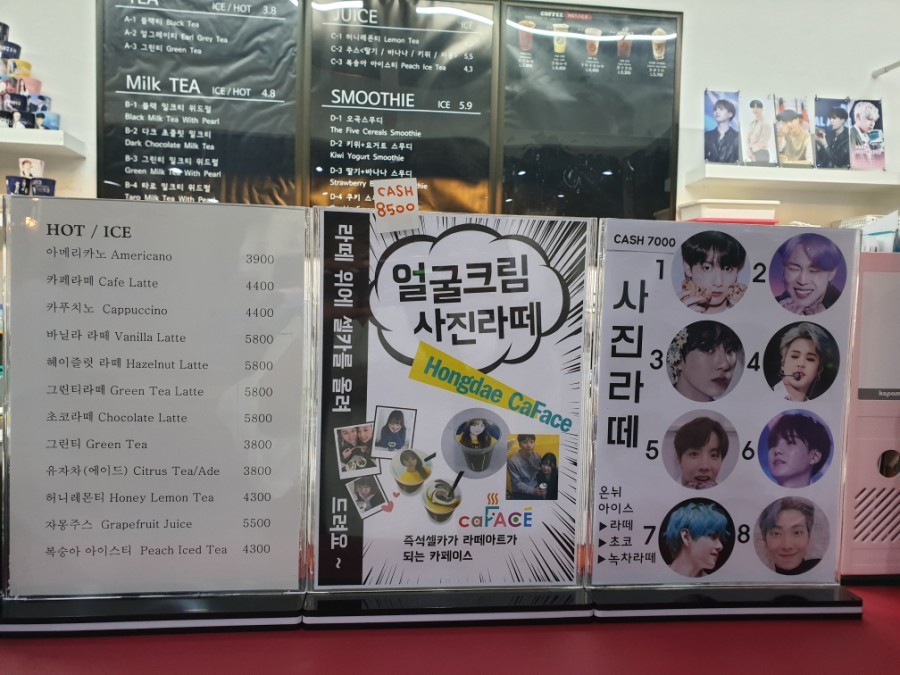 TEA ICE / HOT 3.8
A-1 블랙티 Black Tea
A-2 얼그레이티 Earl Grey Tea
A-3 그린티 Green Tea
Milk TEA ICE / HOT 4.8
B-1 블랙 밀크티 위드펄
Black Milk Tea With Pearl
B-2 다크 초콜릿 밀크티
Dark Chocolate Milk Tea
B-3 그린티 밀크티 위드펄
Green Milk Tea With Pearl
B-4 타로 밀크티 위드펄
Taro Milk Tea With Pearl
JUICE ICE
C-1 허니레몬티 Lemon Tea
C-2 쥬스<딸기 / 바나나 / 키위 / 5.5
C-3 복숭아 아이스티 Peach Ice Tea 4.3
SMOOTHIE ICE 5.9
D-1 오곡스무디
The Five Cereals Smoothie
D-2 키위+요거트 스무디
Kiwi Yogurt Smoothie
D-3 딸기+바나나 스무디
Strawberry Smoothie
D-4 쿠키
COFFEE
CASH
8500
HOT / ICE
아메리카노 Americano 3900
카페라떼 Cafe Latte 4400
카푸치노 Cappuccino 4400
바닐라 라떼 Vanilla Latte 5800
헤이즐럿 라떼 Hazelnut Latte 5800
그린티라떼 Green Tea Latte 5800
초코라떼 Chocolate Latte 5800
그린티 Green Tea 3800
유자차(에이드) Citrus Tea/Ade 3800
허니레몬티 Honey Lemon Tea 4300
자몽주스 Grapefruit Juice 5500
복숭아 아이스티 Peach Iced Tea 4300
라떼 위에 셀카를 올려 드려요~
얼굴크림
사진라떼
Hongdae CaFace
caFACE
즉석셀카가 라떼아트가
되는 카페이스
CASH 7000
사진라떼
1 2
3 4
5 6
7 8
온뉘
아이스
▶라떼
▶초코
▶녹차라떼